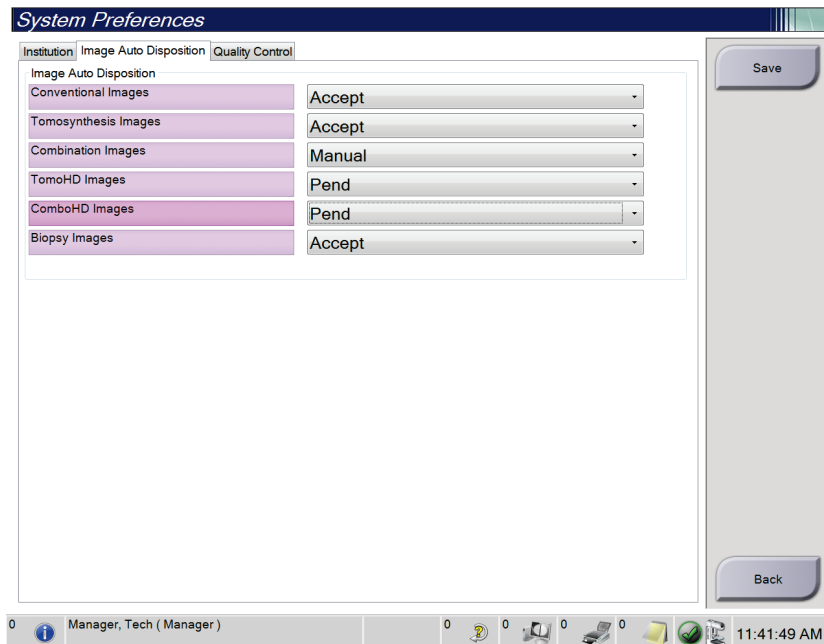 System Preferences
Institution Image Auto Disposition Quality Control
Save
Image Auto Disposition
Conventional Images Accept
Tomosynthesis Images Accept
Combination Images Manual
TomoHD Images Pend
ComboHD Images Pend
Biopsy Images Accept
Back
0 Manager, Tech ( Manager ) 0 0 0 0 11:41:49 AM